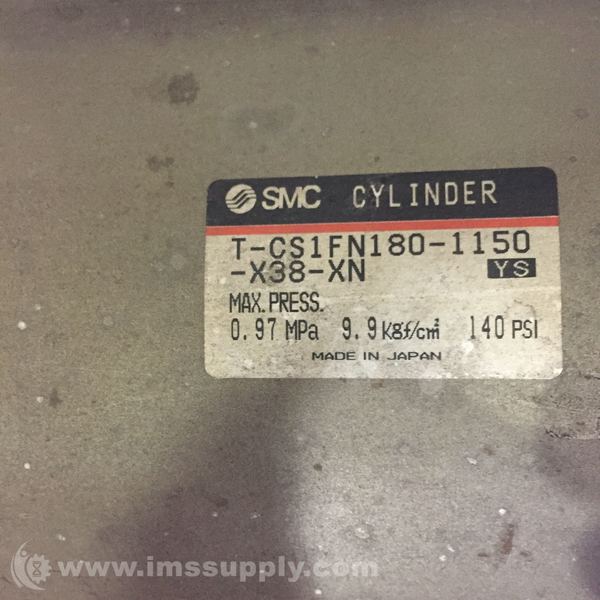 SMC CYLINDER
T-CS1FN180-1150
-X38-XN YS
MAX. PRESS.
0.97 MPa 9.9 Kgf/cm² 140 PSI
MADE IN JAPAN
www.imssupply.com